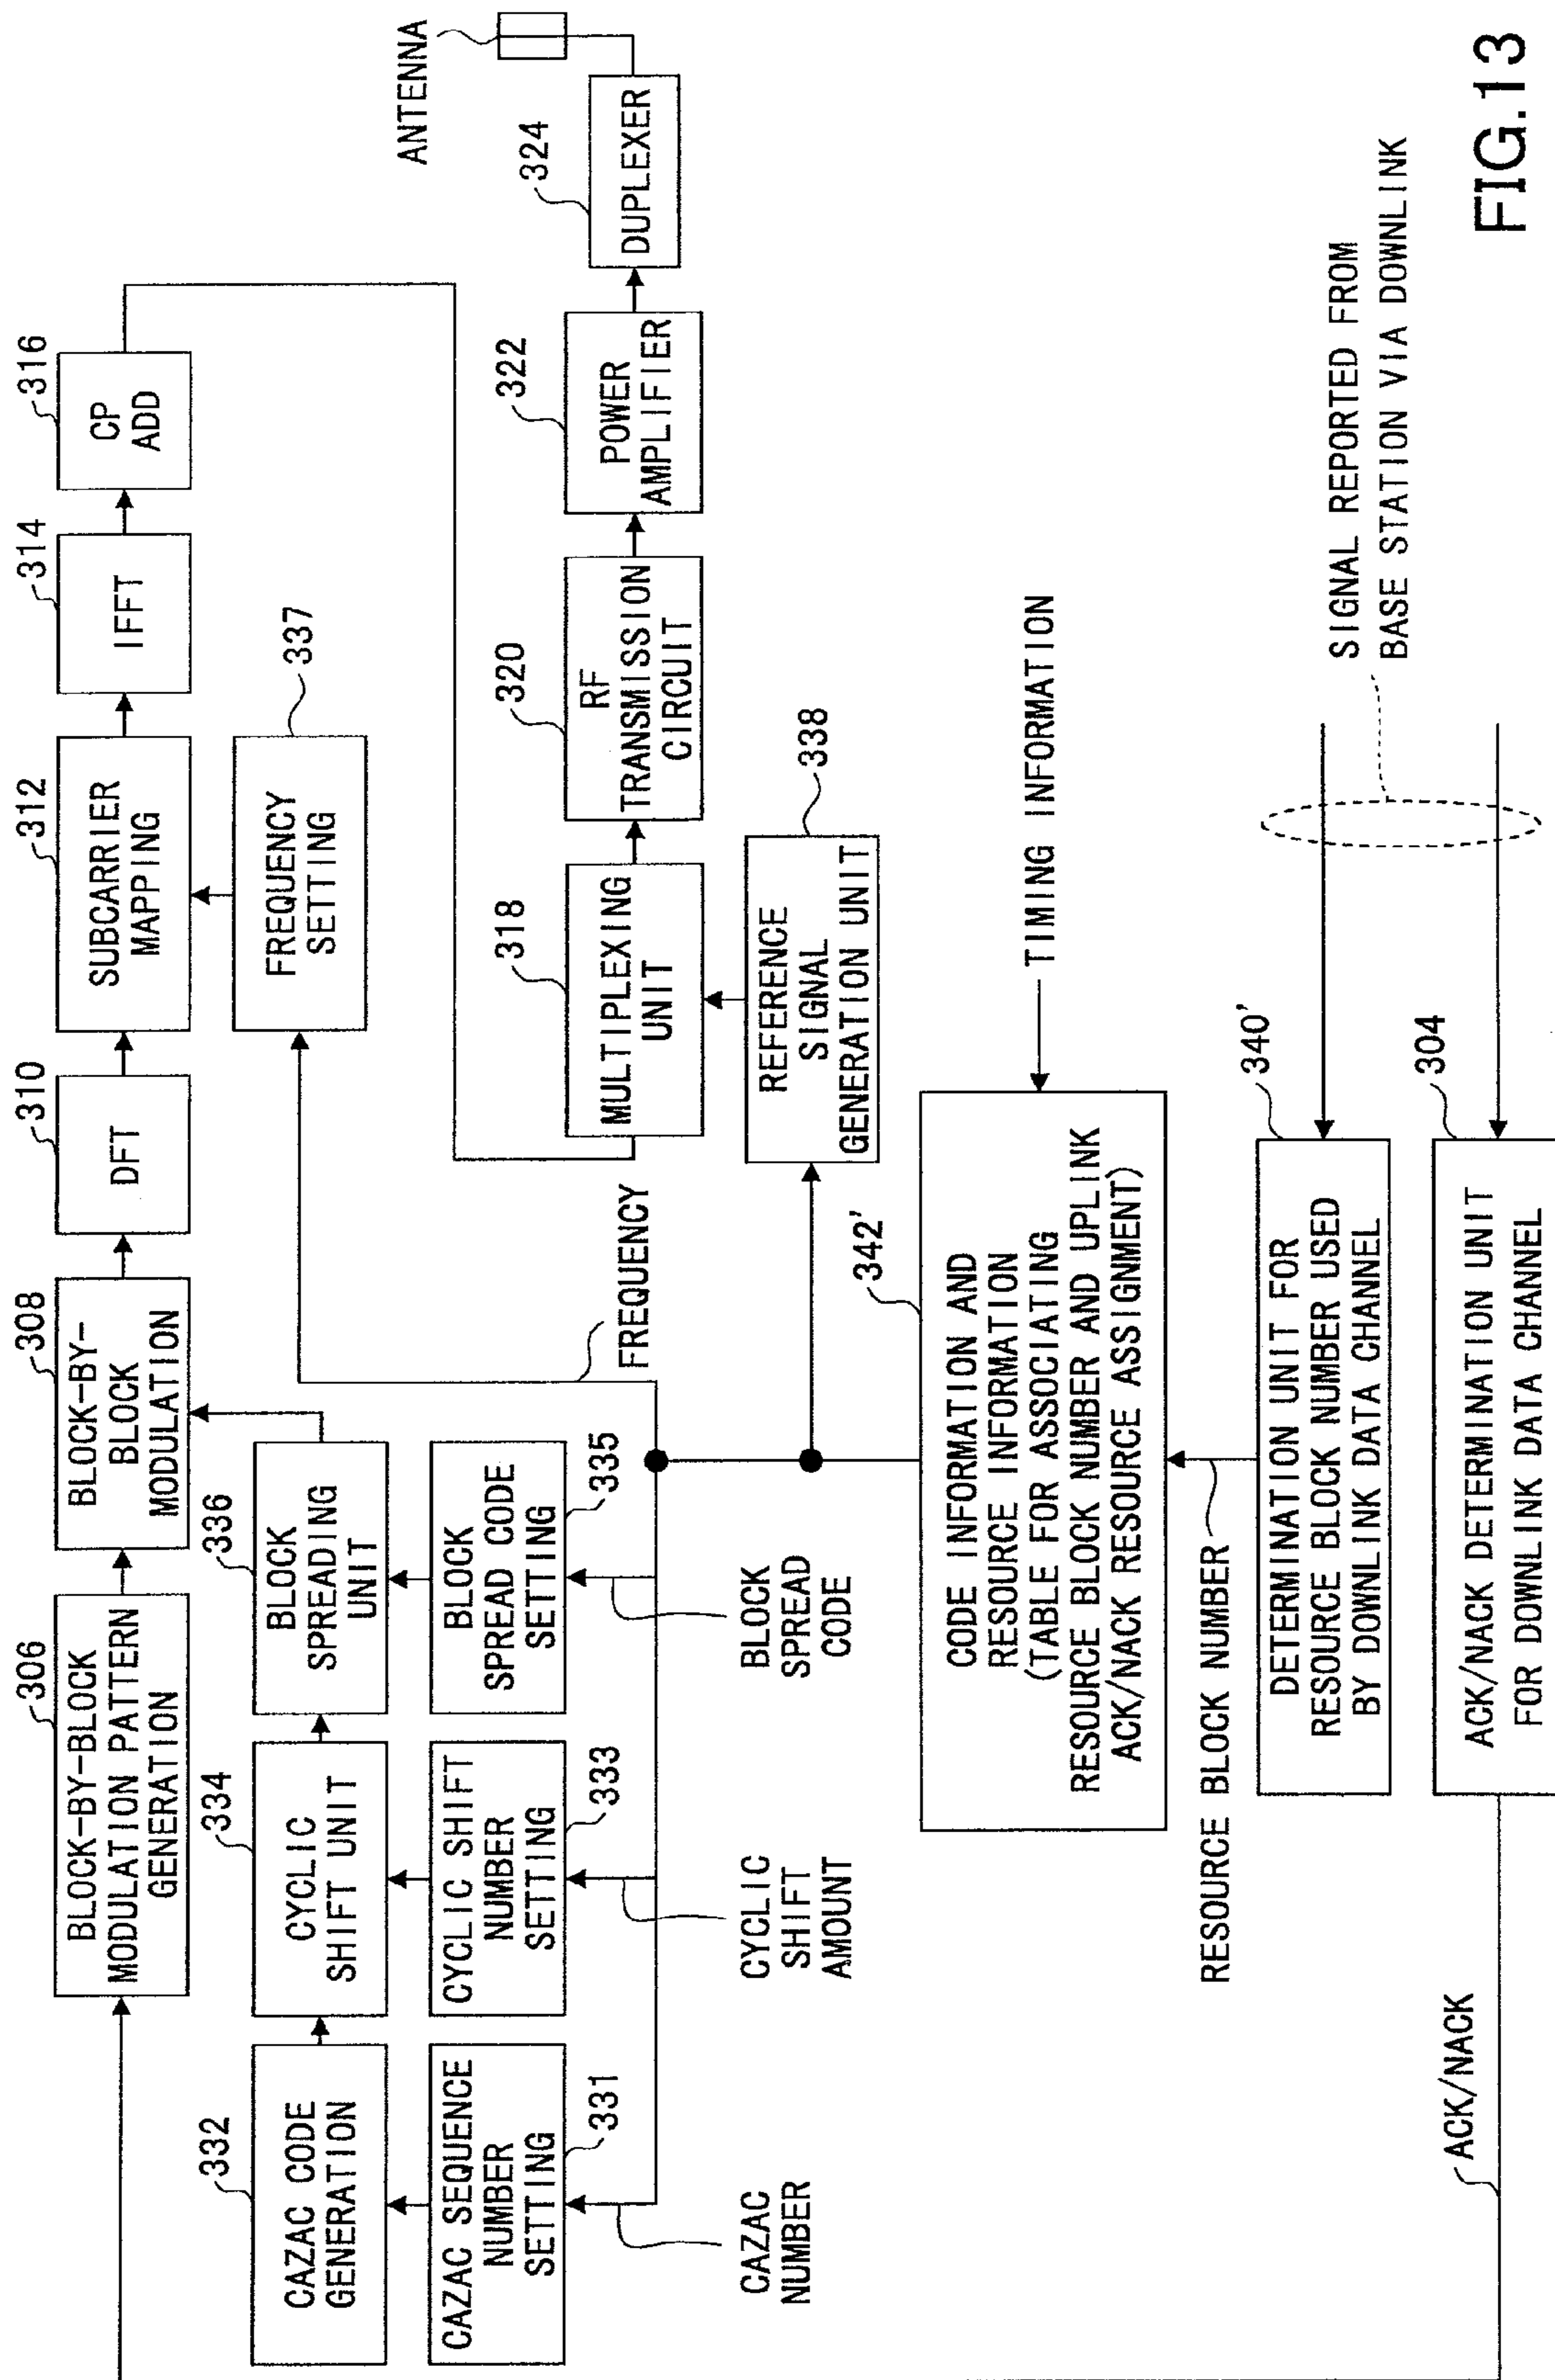 306
BLOCK-BY-BLOCK
MODULATION PATTERN
GENERATION
308
BLOCK-BY-
BLOCK
MODULATION
310
DFT
312
SUBCARRIER
MAPPING
314
IFFT
316
CP
ADD
332
CAZAC CODE
GENERATION
334
CYCLIC
SHIFT UNIT
336
BLOCK
SPREADING
UNIT
FREQUENCY
SETTING
337
CAZAC SEQUENCE
NUMBER
SETTING
331
CYCLIC SHIFT
NUMBER
SETTING
333
BLOCK
SPREAD CODE
SETTING
335
FREQUENCY
CAZAC
NUMBER
CYCLIC
SHIFT
AMOUNT
BLOCK
SPREAD
CODE
318
MULTIPLEXING
UNIT
320
RF
TRANSMISSION
CIRCUIT
322
POWER
AMPLIFIER
324
DUPLEXER
ANTENNA
REFERENCE
SIGNAL
GENERATION UNIT
338
342'
CODE INFORMATION AND
RESOURCE INFORMATION
(TABLE FOR ASSOCIATING
RESOURCE BLOCK NUMBER AND UPLINK
ACK/NACK RESOURCE ASSIGNMENT)
TIMING INFORMATION
RESOURCE BLOCK NUMBER
340'
DETERMINATION UNIT FOR
RESOURCE BLOCK NUMBER USED
BY DOWNLINK DATA CHANNEL
304
ACK/NACK DETERMINATION UNIT
FOR DOWNLINK DATA CHANNEL
ACK/NACK
SIGNAL REPORTED FROM
BASE STATION VIA DOWNLINK
FIG.13